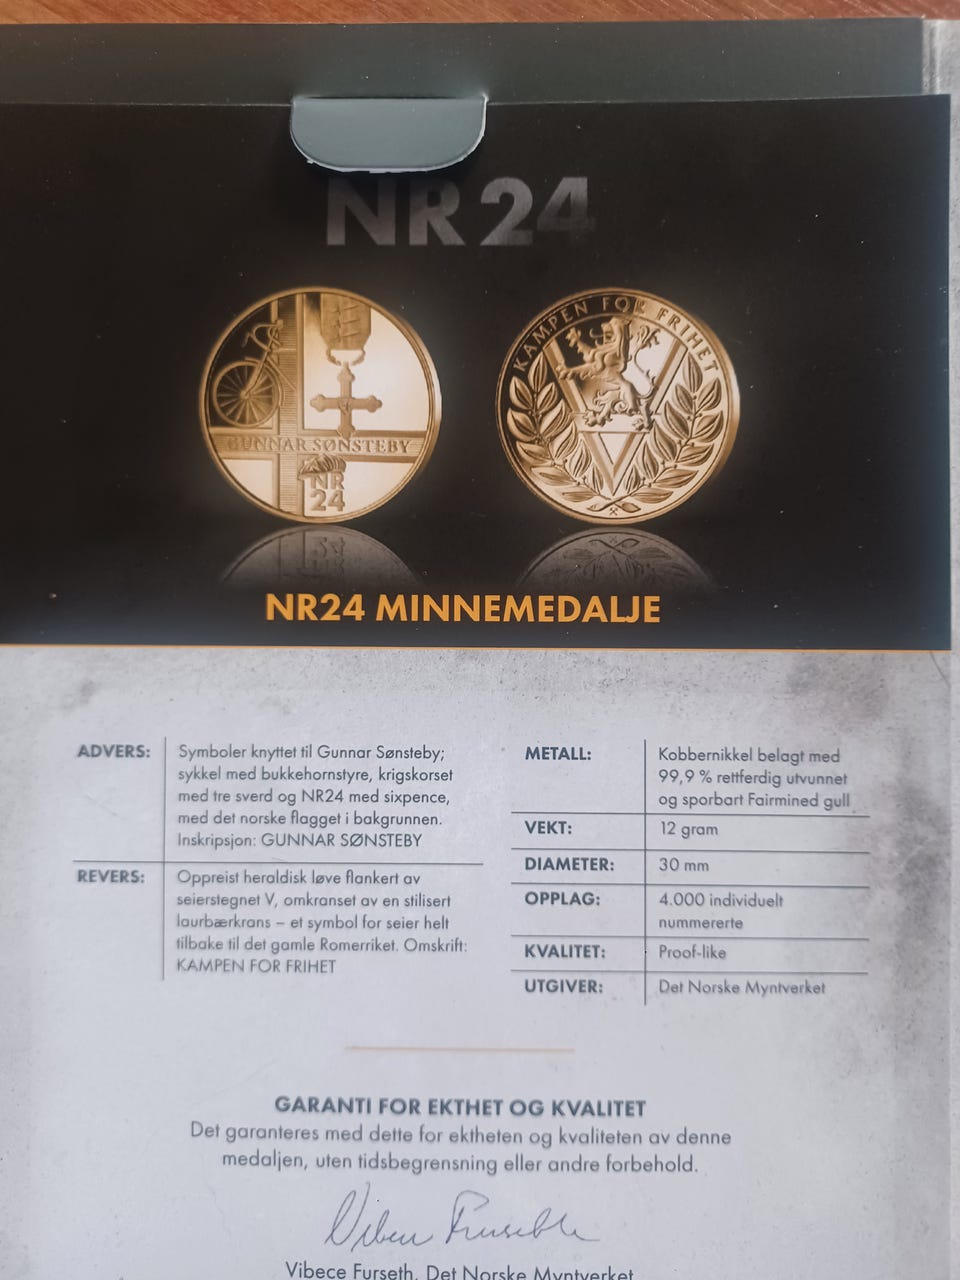 NR24
KAMPEN FOR FRIHET
GUNNAR SØNSTEBY
NR
24
NR24 MINNEMEDALJE
ADVERS:
Symboler knyttet til Gunnar Sønsteby;
sykkel med bukkehornstyre, krigskorset
med tre sverd og NR24 med sixpence,
med det norske flagget i bakgrunnen.
Inskripsjon: GUNNAR SØNSTEBY
REVERS:
Oppreist heraldisk løve flankert av
seierstegnet V, omkranset av en stilisert
laurbærkrans – et symbol for seier helt
tilbake til det gamle Romerriket. Omskrift:
KAMPEN FOR FRIHET
METALL:
Kobbernikkel belagt med
99,9 % rettferdig utvunnet
og sporbart Fairmined gull
VEKT:
12 gram
DIAMETER:
30 mm
OPPLAG:
4.000 individuelt
nummererte
KVALITET:
Proof-like
UTGIVER:
Det Norske Myntverket
GARANTI FOR EKTHET OG KVALITET
Det garanteres med dette for ektheten og kvaliteten av denne
medaljen, uten tidsbegrensning eller andre forbehold.
Vibece Furseth
Vibece Furseth, Det Norske Myntverket